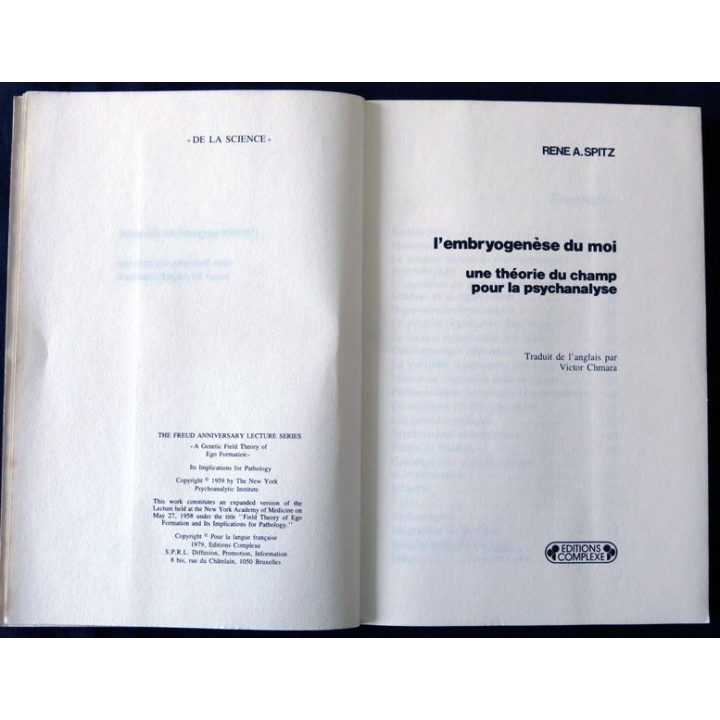 « DE LA SCIENCE »
THE FREUD ANNIVERSARY LECTURE SERIES
« A Genetic Field Theory of
Ego Formation »
Its Implications for Pathology
Copyright © 1959 by The New York
Psychoanalytic Institute
This work constitutes an expanded version of the
Lecture held at the New York Academy of Medicine on
May 27, 1958 under the title "Field Theory of Ego
Formation and Its Implications for Pathology."
Copyright © Pour la langue française
1979, Editions Complexe
S.P.R.L. Diffusion, Promotion, Information
8 bis, rue du Châtelain, 1050 Bruxelles
RENE A. SPITZ
l'embryogenèse du moi
une théorie du champ
pour la psychanalyse
Traduit de l'anglais par
Victor Chmara
EDITIONS
COMPLEXE